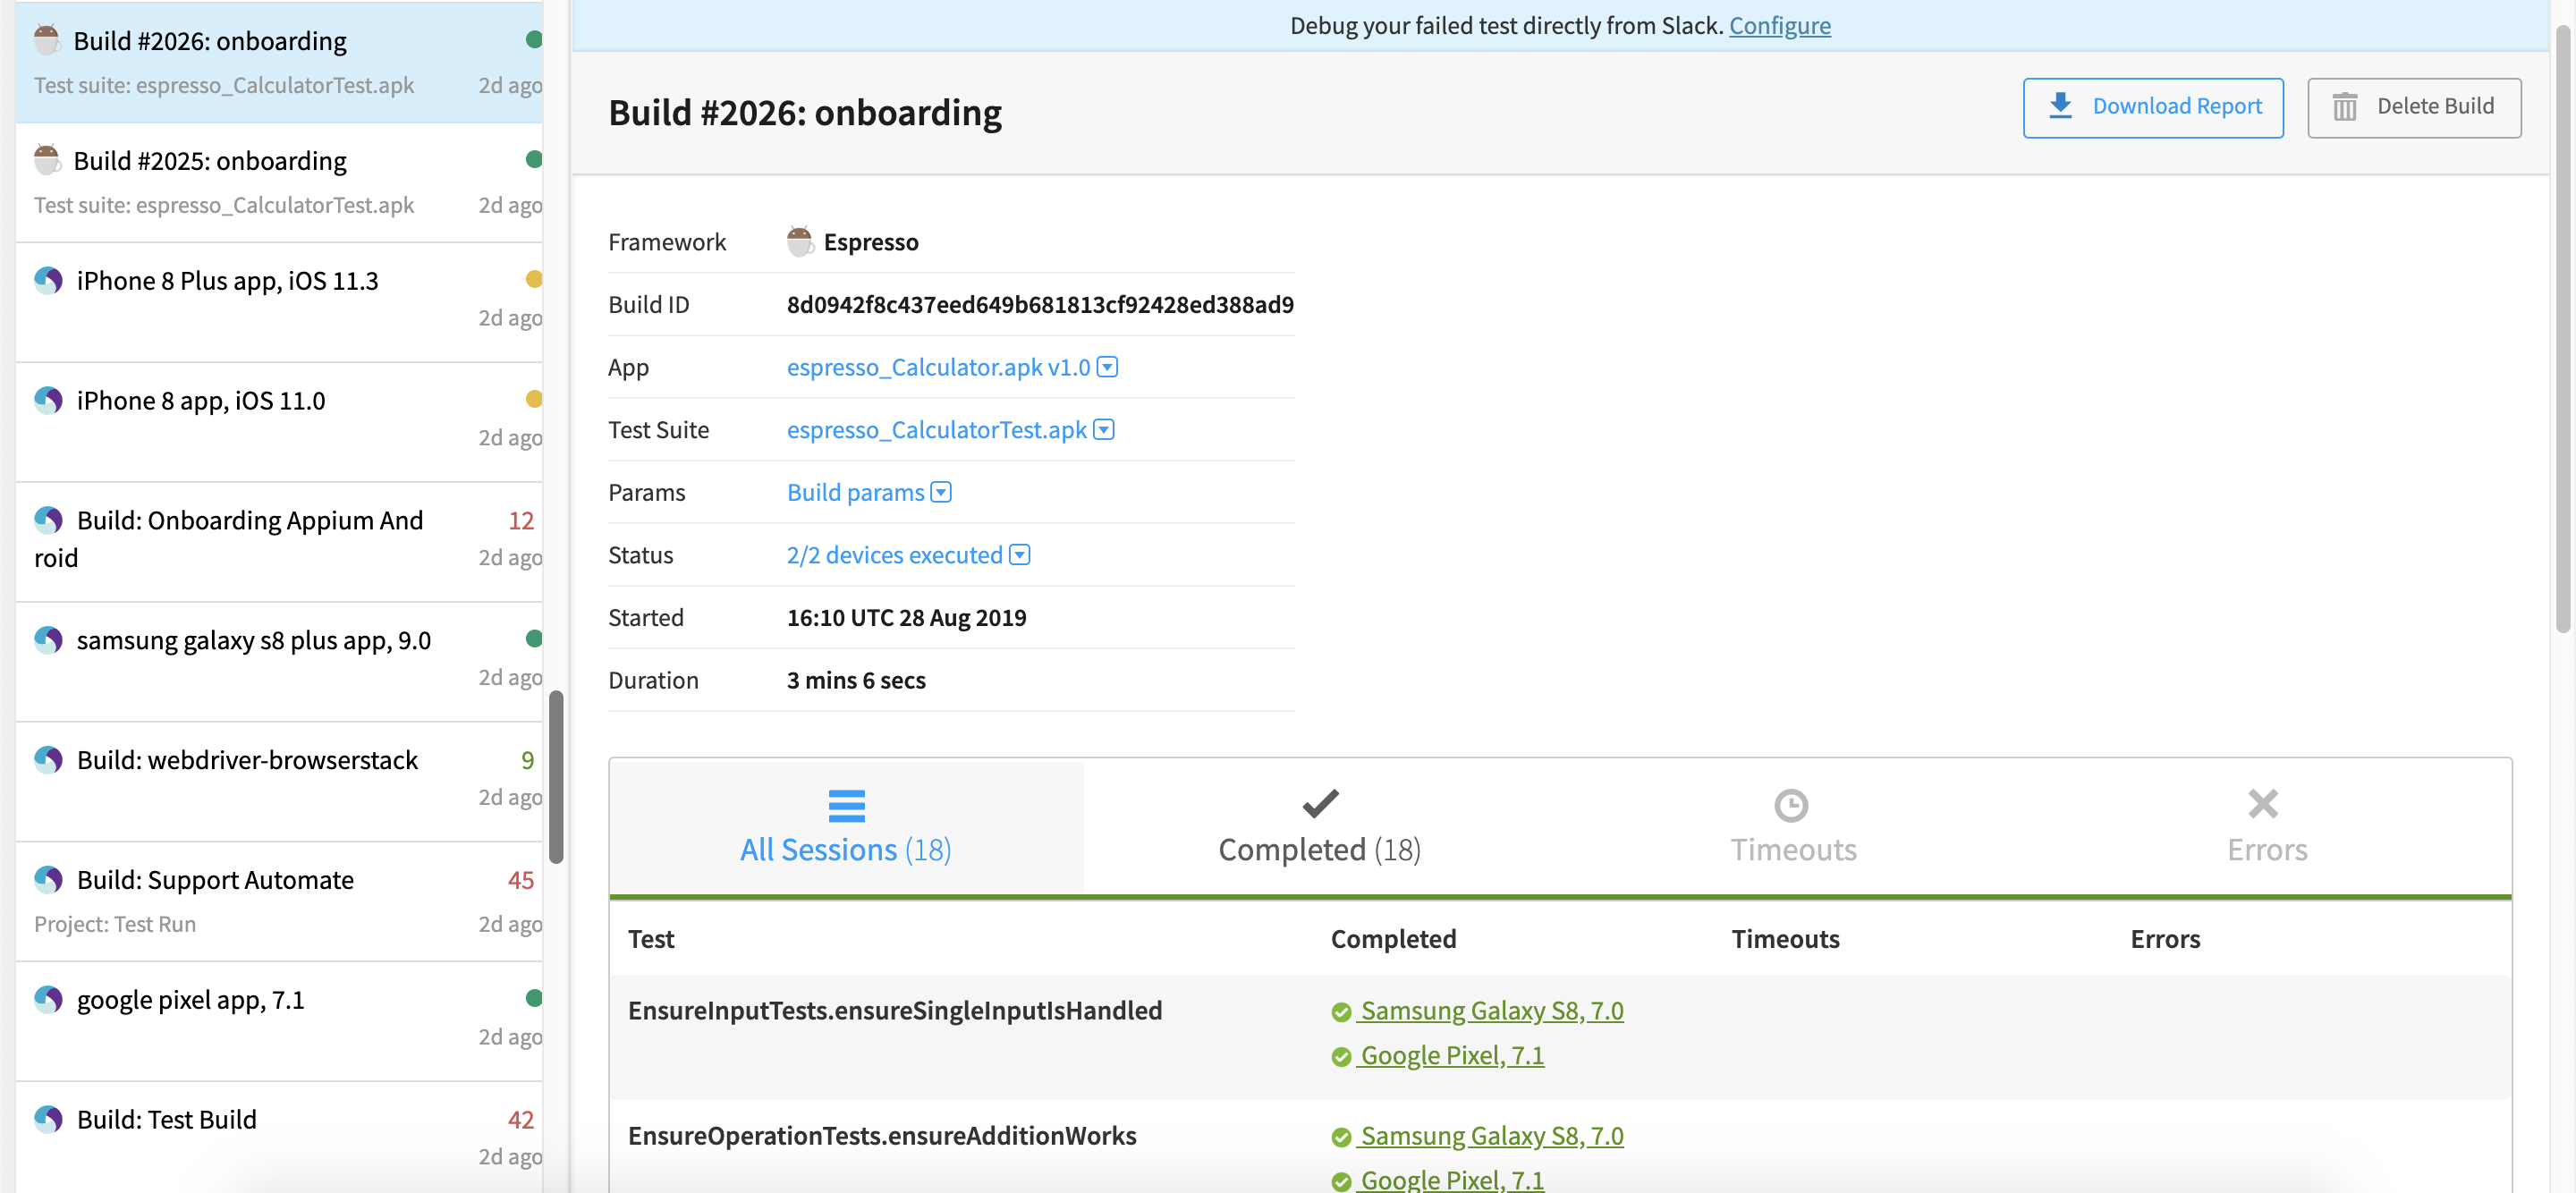 Build #2026: onboarding
Test suite: espresso_CalculatorTest.apk 2d ago
Build #2025: onboarding
Test suite: espresso_CalculatorTest.apk 2d ago
iPhone 8 Plus app, iOS 11.3
2d ago
iPhone 8 app, iOS 11.0
2d ago
Build: Onboarding Appium And 12
roid 2d ago
samsung galaxy s8 plus app, 9.0
2d ago
Build: webdriver-browserstack 9
2d ago
Build: Support Automate 45
Project: Test Run 2d ago
google pixel app, 7.1
2d ago
Build: Test Build 42
2d ago
Debug your failed test directly from Slack. Configure
Build #2026: onboarding
Download Report
Delete Build
Framework Espresso
Build ID 8d0942f8c437eed649b681813cf92428ed388ad9
App espresso_Calculator.apk v1.0
Test Suite espresso_CalculatorTest.apk
Params Build params
Status 2/2 devices executed
Started 16:10 UTC 28 Aug 2019
Duration 3 mins 6 secs
All Sessions (18) Completed (18) Timeouts Errors
Test Completed Timeouts Errors
EnsureInputTests.ensureSingleInputIsHandled Samsung Galaxy S8, 7.0
Google Pixel, 7.1
EnsureOperationTests.ensureAdditionWorks Samsung Galaxy S8, 7.0
Google Pixel, 7.1